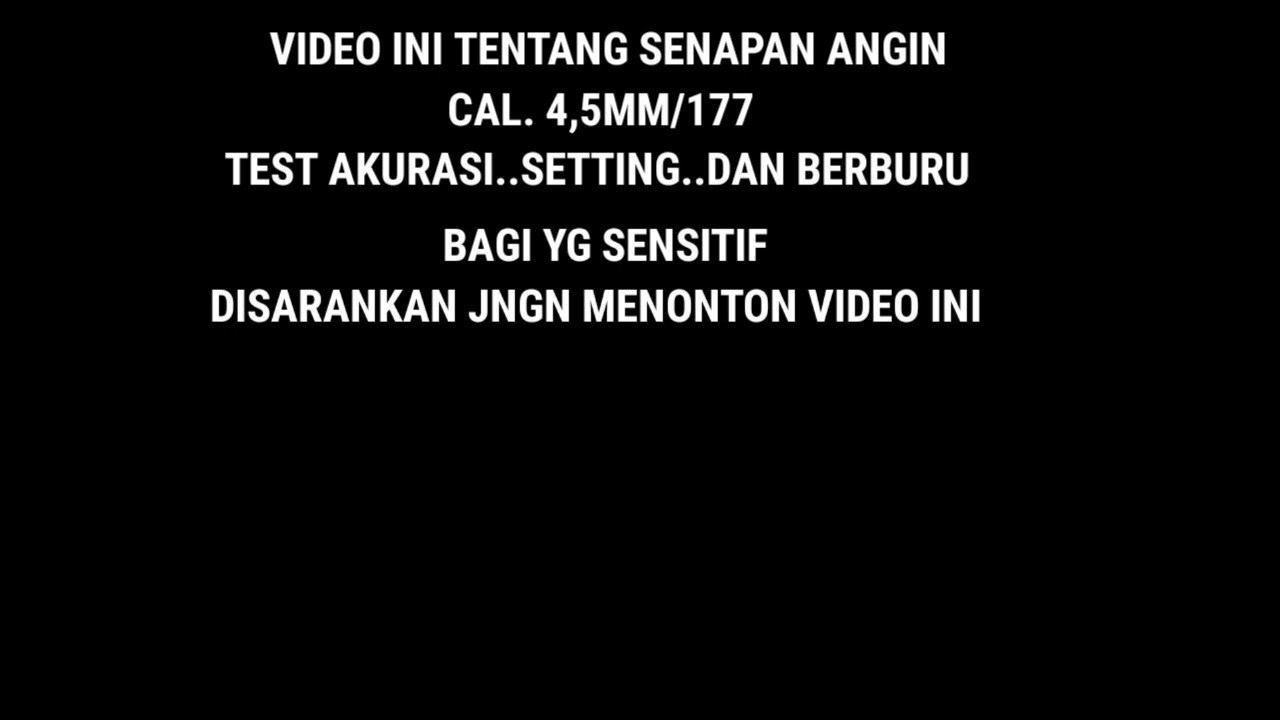 VIDEO INI TENTANG SENAPAN ANGIN
CAL. 4,5MM/177
TEST AKURASI..SETTING..DAN BERBURU
BAGI YG SENSITIF
DISARANKAN JNGN MENONTON VIDEO INI